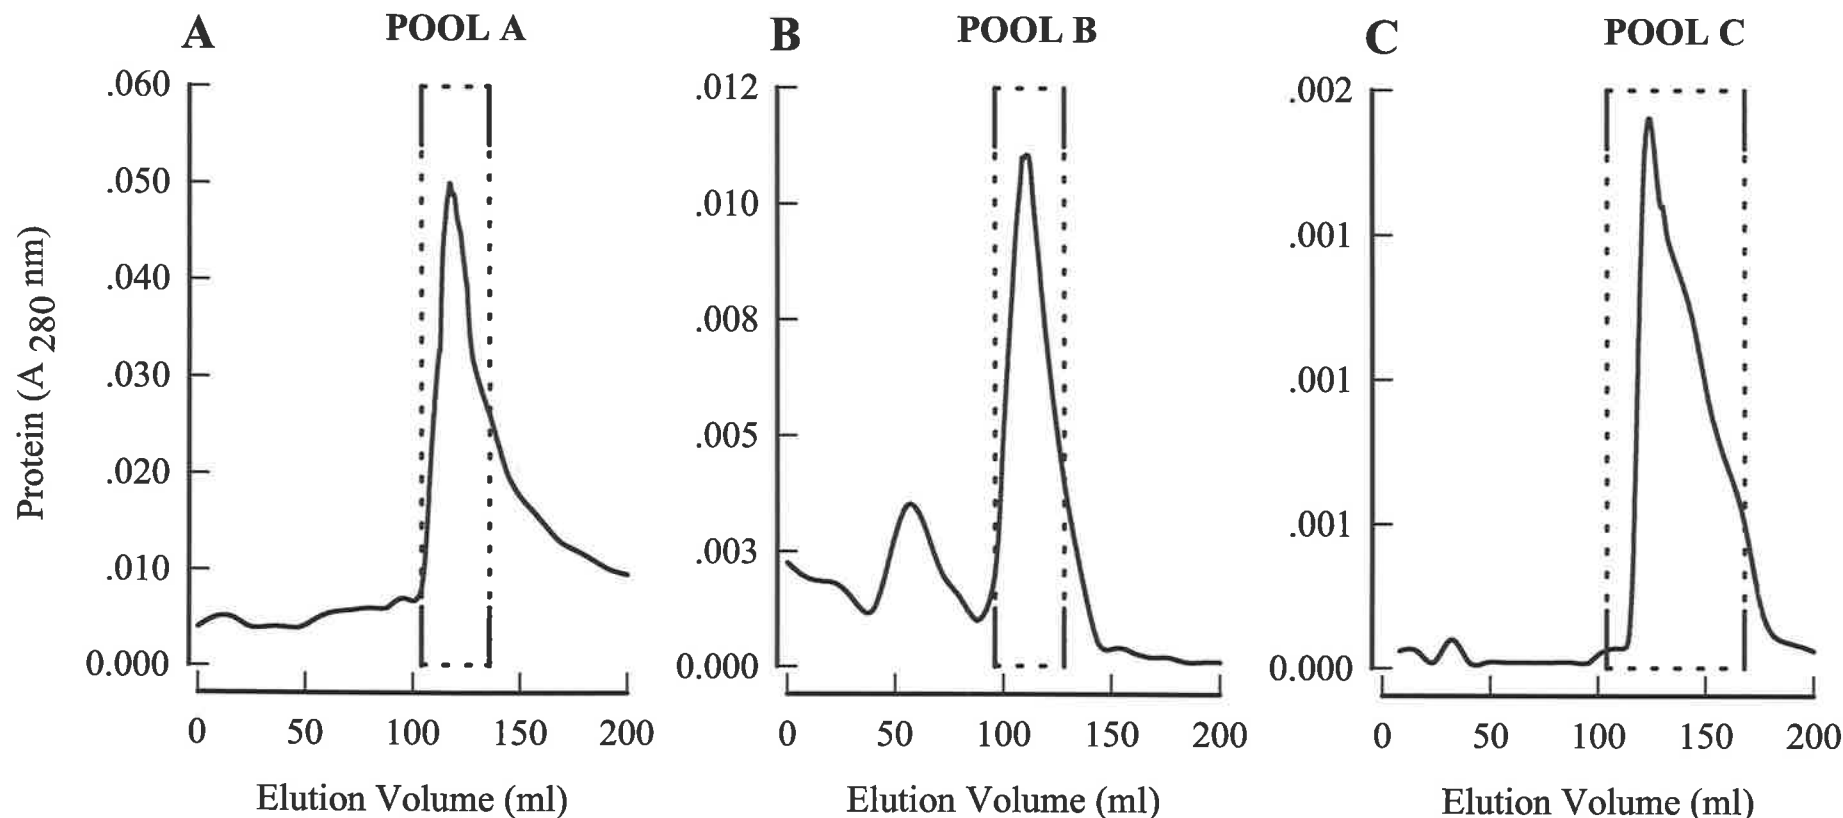 A POOL A
.060
.050
.040
.030
.020
.010
0.000
0 50 100 150 200
Elution Volume (ml)
Protein (A 280 nm)
B POOL B
.012
.010
.008
.005
.003
0.000
0 50 100 150 200
Elution Volume (ml)
C POOL C
.002
.001
.001
.001
0.000
0 50 100 150 200
Elution Volume (ml)